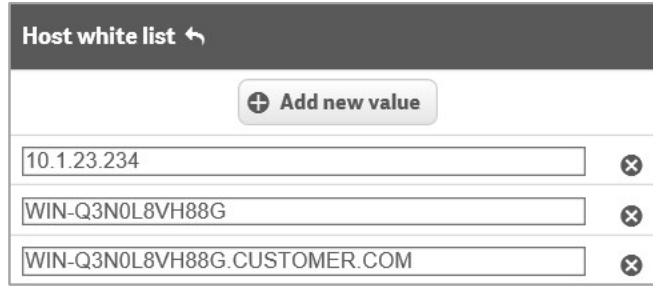 Host white list
Add new value
10.1.23.234
WIN-Q3N0L8VH88G
WIN-Q3N0L8VH88G.CUSTOMER.COM